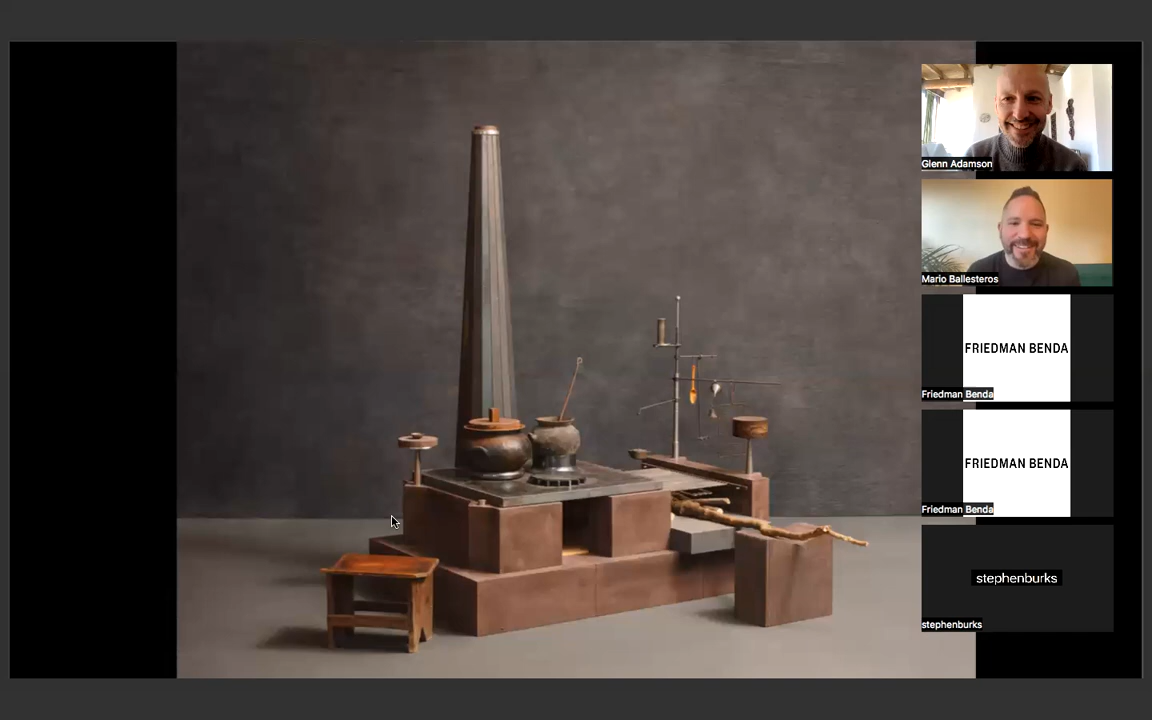 Glenn Adamson
Mario Ballesteros
FRIEDMAN BENDA
Friedman Benda
FRIEDMAN BENDA
Friedman Benda
stephenburks
stephenburks